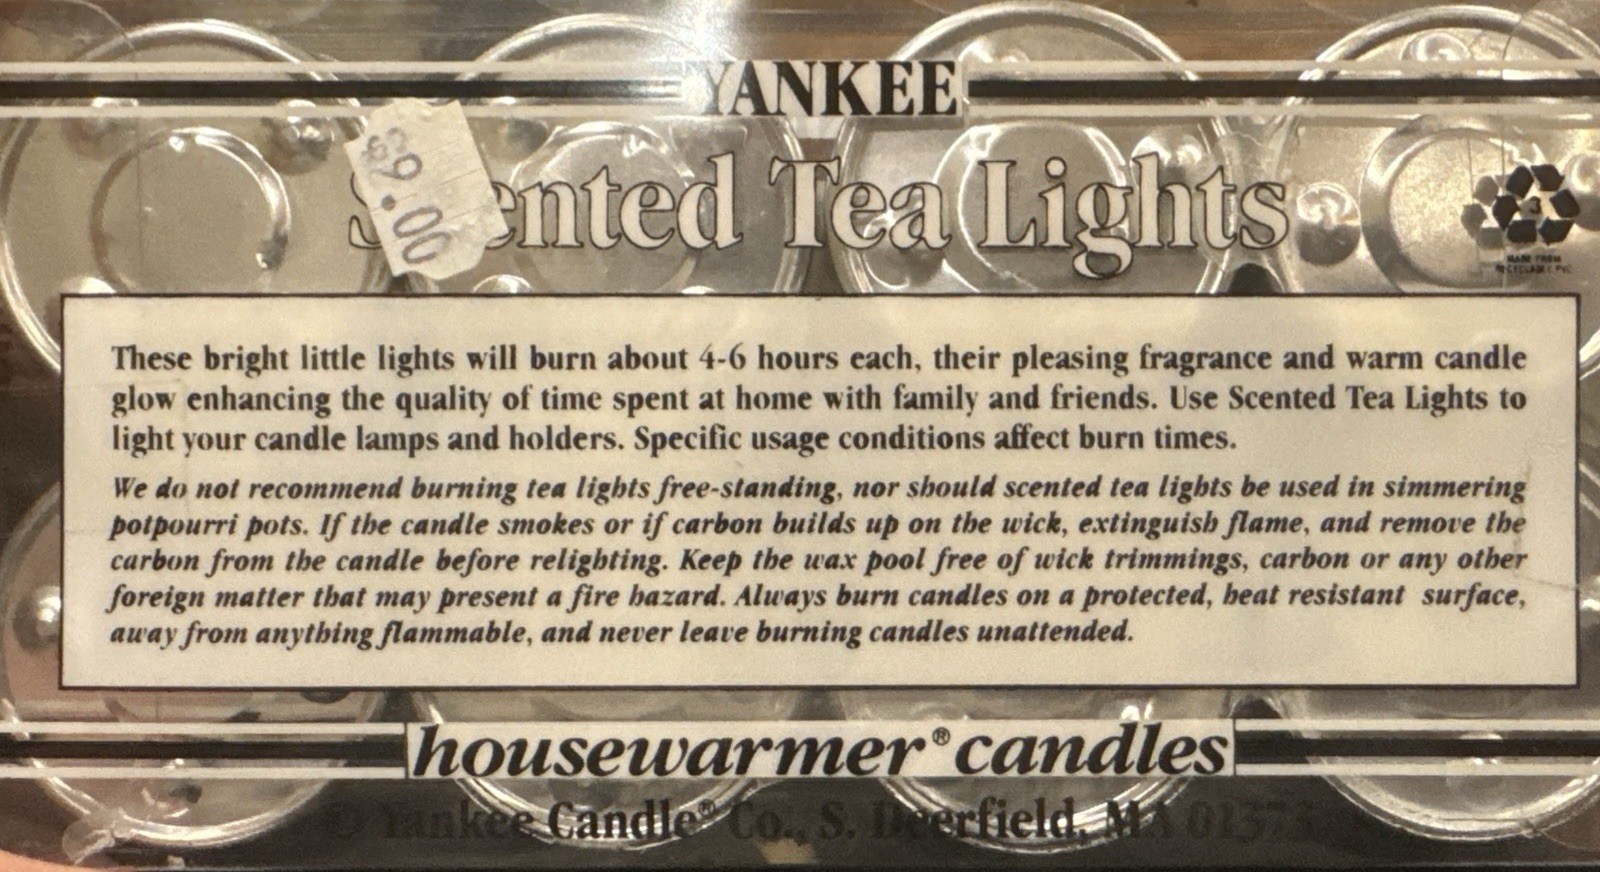 YANKEE
$9.00
Scented Tea Lights
3
MADE FROM
RECYCLABLE PVC
These bright little lights will burn about 4-6 hours each, their pleasing fragrance and warm candle
glow enhancing the quality of time spent at home with family and friends. Use Scented Tea Lights to
light your candle lamps and holders. Specific usage conditions affect burn times.
We do not recommend burning tea lights free-standing, nor should scented tea lights be used in simmering
potpourri pots. If the candle smokes or if carbon builds up on the wick, extinguish flame, and remove the
carbon from the candle before relighting. Keep the wax pool free of wick trimmings, carbon or any other
foreign matter that may present a fire hazard. Always burn candles on a protected, heat resistant surface,
away from anything flammable, and never leave burning candles unattended.
housewarmer® candles
© Yankee Candle® Co., S. Deerfield, MA 01373